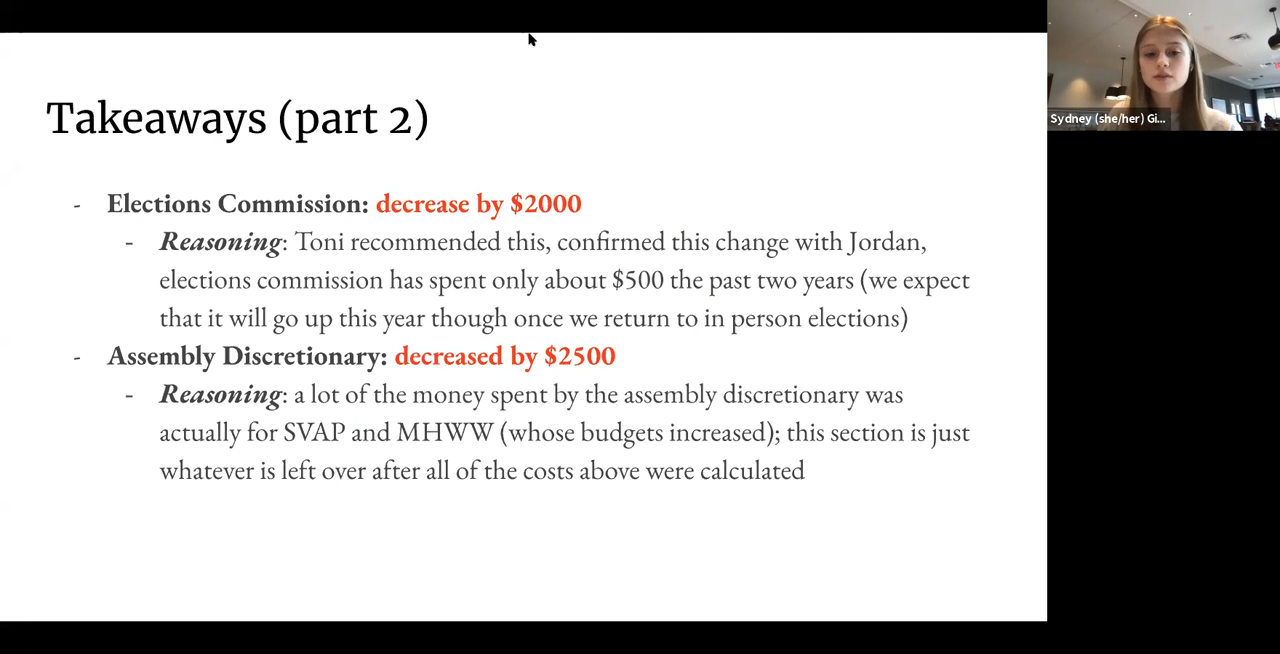 Takeaways (part 2)
- Elections Commission: decrease by $2000
- Reasoning: Toni recommended this, confirmed this change with Jordan,
elections commission has spent only about $500 the past two years (we expect
that it will go up this year though once we return to in person elections)
- Assembly Discretionary: decreased by $2500
- Reasoning: a lot of the money spent by the assembly discretionary was
actually for SVAP and MHWW (whose budgets increased); this section is just
whatever is left over after all of the costs above were calculated
Sydney (she/her) Gi...